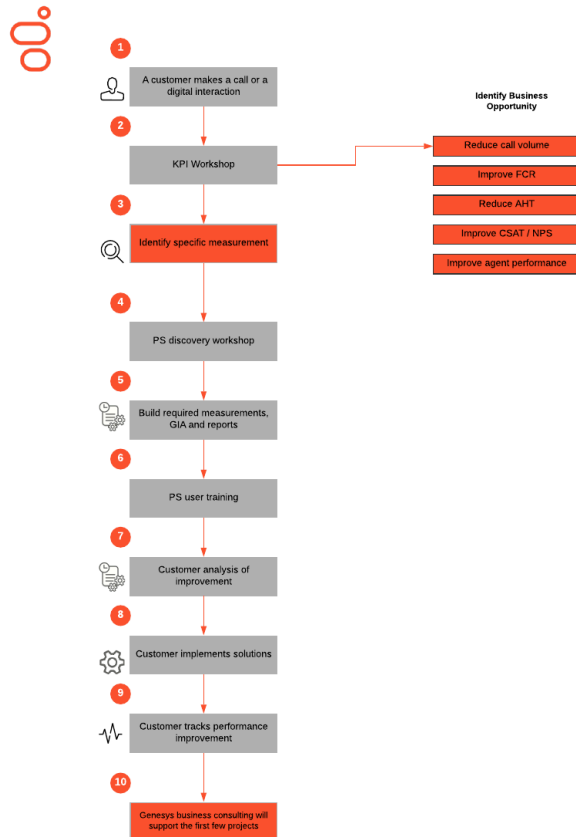 1
A customer makes a call or a
digital interaction
2
KPI Workshop
3
Identify specific measurement
4
PS discovery workshop
5
Build required measurements,
GIA and reports
6
PS user training
7
Customer analysis of
improvement
8
Customer implements solutions
9
Customer tracks performance
improvement
10
Genesys business consulting will
support the first few projects
Identify Business
Opportunity
Reduce call volume
Improve FCR
Reduce AHT
Improve CSAT / NPS
Improve agent performance